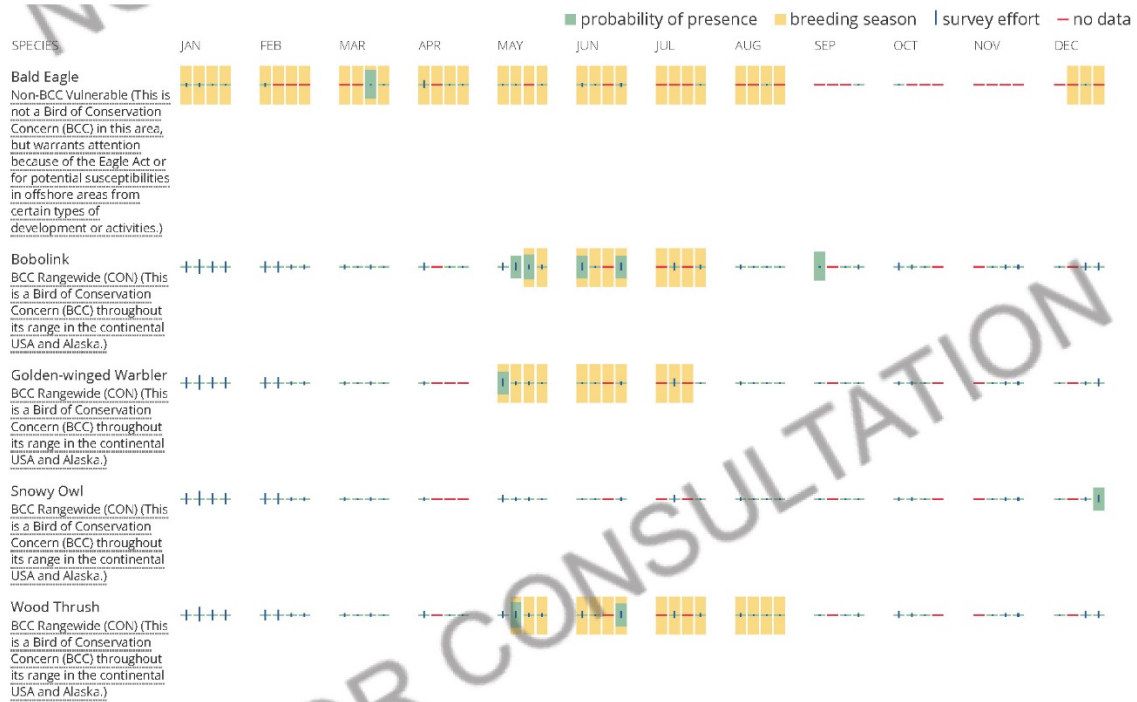 probability of presence breeding season survey effort no data
SPECIES JAN FEB MAR APR MAY JUN JUL AUG SEP OCT NOV DEC
Bald Eagle
Non-BCC Vulnerable (This is
not a Bird of Conservation
Concern (BCC) in this area,
but warrants attention
because of the Eagle Act or
for potential susceptibilities
in offshore areas from
certain types of
development or activities.)
Bobolink
BCC Rangewide (CON) (This
is a Bird of Conservation
Concern (BCC) throughout
its range in the continental
USA and Alaska.)
Golden-winged Warbler
BCC Rangewide (CON) (This
is a Bird of Conservation
Concern (BCC) throughout
its range in the continental
USA and Alaska.)
Snowy Owl
BCC Rangewide (CON) (This
is a Bird of Conservation
Concern (BCC) throughout
its range in the continental
USA and Alaska.)
Wood Thrush
BCC Rangewide (CON) (This
is a Bird of Conservation
Concern (BCC) throughout
its range in the continental
USA and Alaska.)
CONSULTATION